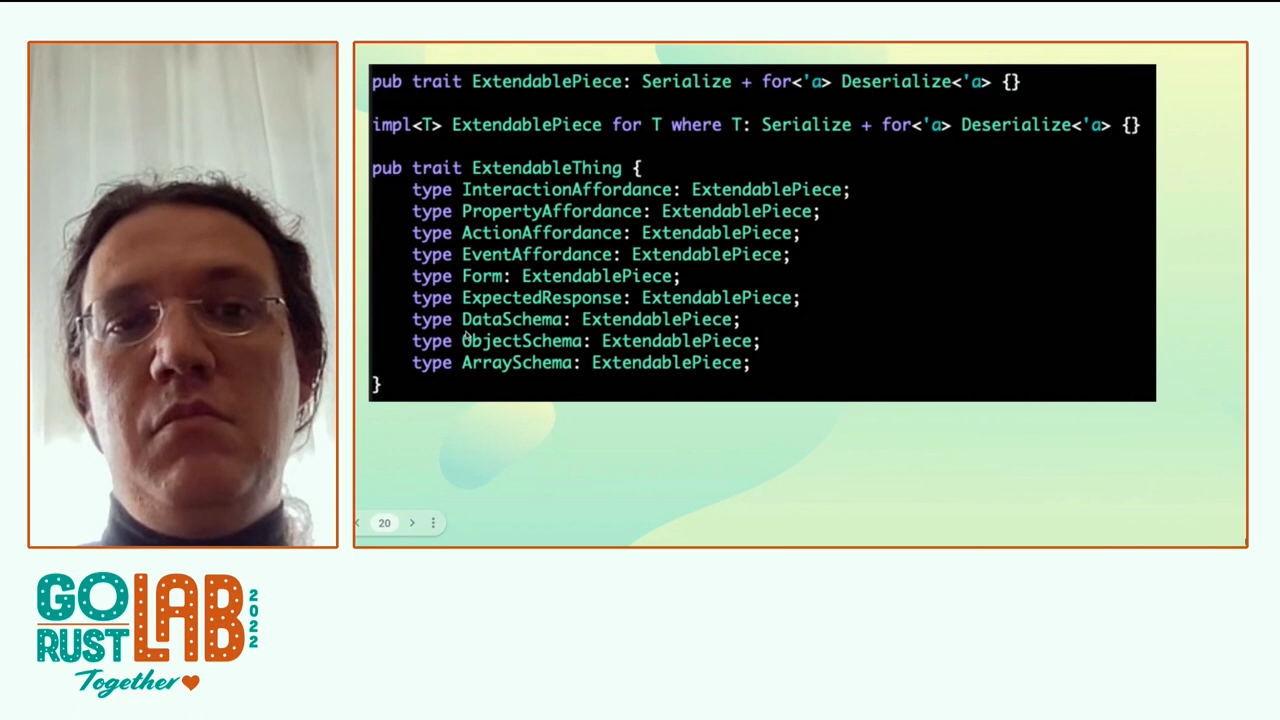 pub trait ExtendablePiece: Serialize + for<'a> Deserialize<'a> {}
impl<T> ExtendablePiece for T where T: Serialize + for<'a> Deserialize<'a> {}
pub trait ExtendableThing {
type InteractionAffordance: ExtendablePiece;
type PropertyAffordance: ExtendablePiece;
type ActionAffordance: ExtendablePiece;
type EventAffordance: ExtendablePiece;
type Form: ExtendablePiece;
type ExpectedResponse: ExtendablePiece;
type DataSchema: ExtendablePiece;
type ObjectSchema: ExtendablePiece;
type ArraySchema: ExtendablePiece;
}
20
GO
RUST
LAB
2022
Together